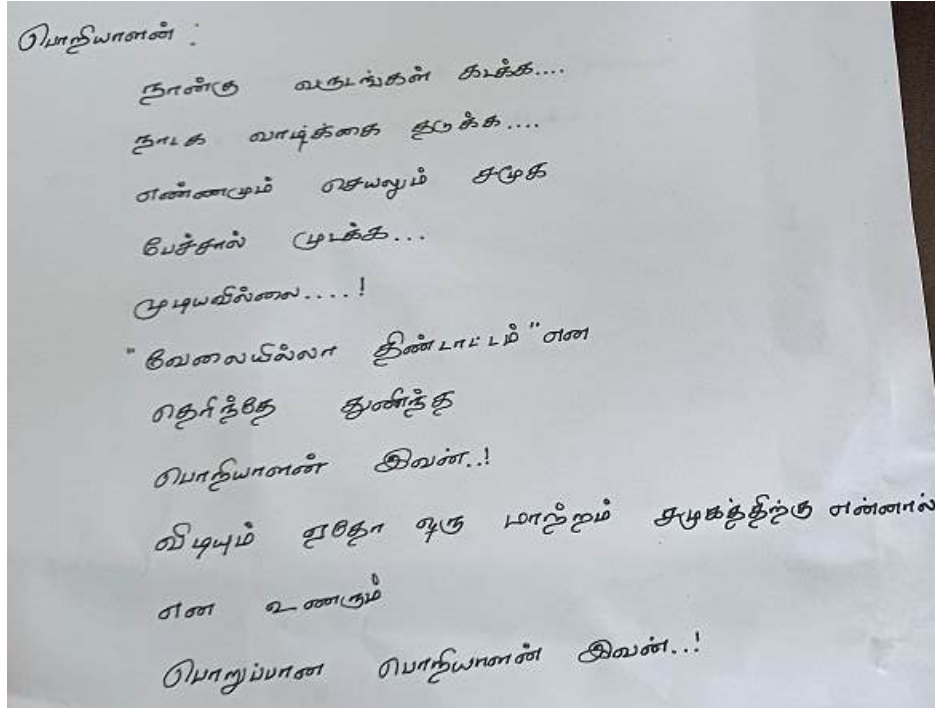 பொறியாளன் :
நான்கு வருடங்கள் கடக்க....
நாடக வாழ்க்கை தடுக்க....
எண்ணமும் செயலும் சமூக
பேச்சால் முடக்க...
முடியவில்லை....!
"வேலையில்லா திண்டாட்டம்" என
தெரிந்தே துணிந்த
பொறியாளன் இவன்..!
விடியும் ஏதோ ஒரு மாற்றம் சமுகத்திற்கு என்னால்
என உணரும்
பொறுப்பான பொறியாளன் இவன்..!